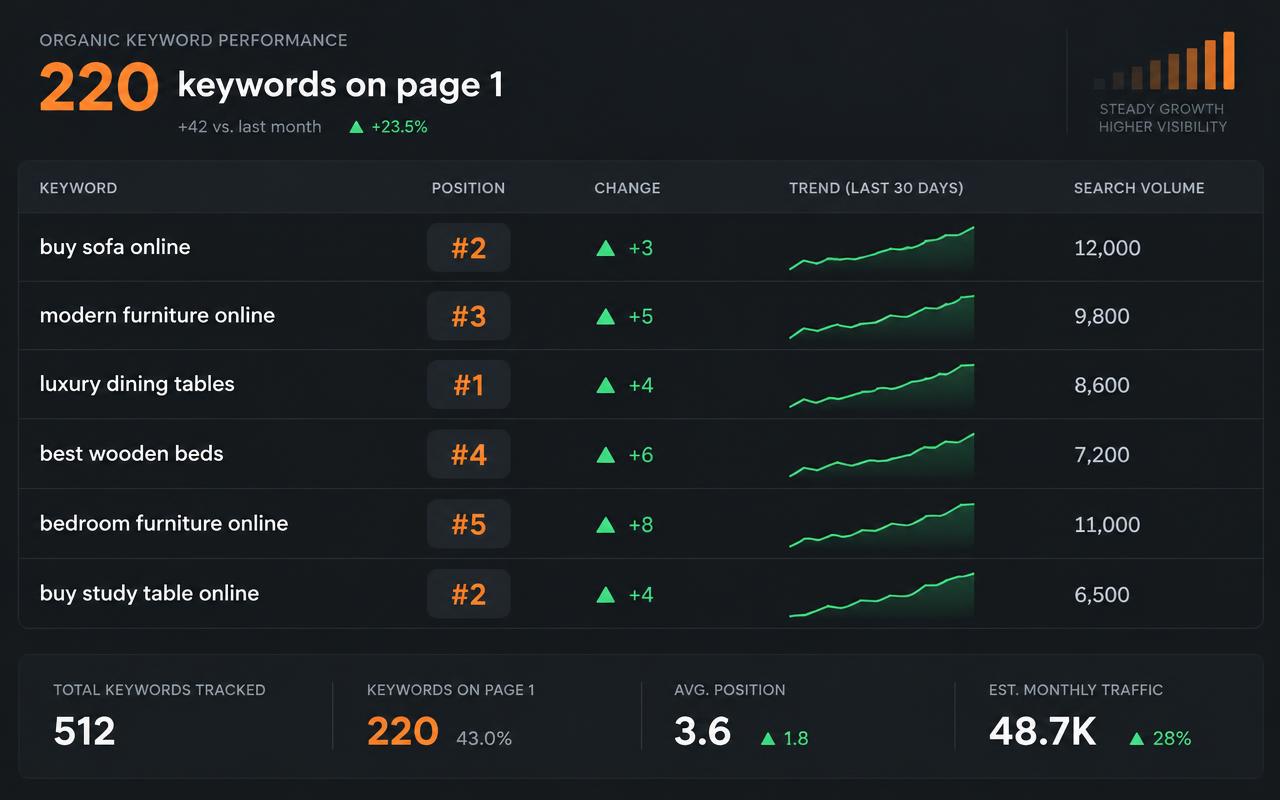 ORGANIC KEYWORD PERFORMANCE
220 keywords on page 1
+42 vs. last month ▲ +23.5%
STEADY GROWTH
HIGHER VISIBILITY
KEYWORD POSITION CHANGE TREND (LAST 30 DAYS) SEARCH VOLUME
buy sofa online #2 ▲ +3 12,000
modern furniture online #3 ▲ +5 9,800
luxury dining tables #1 ▲ +4 8,600
best wooden beds #4 ▲ +6 7,200
bedroom furniture online #5 ▲ +8 11,000
buy study table online #2 ▲ +4 6,500
TOTAL KEYWORDS TRACKED KEYWORDS ON PAGE 1 AVG. POSITION EST. MONTHLY TRAFFIC
512 220 43.0% 3.6 ▲ 1.8 48.7K ▲ 28%